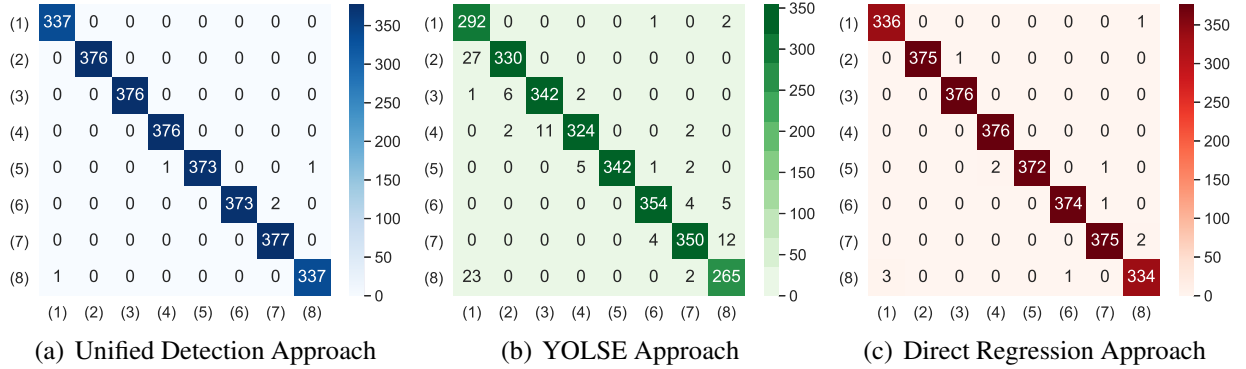 (1) 337 0 0 0 0 0 0 0
(2) 0 376 0 0 0 0 0 0
(3) 0 0 376 0 0 0 0 0
(4) 0 0 0 376 0 0 0 0
(5) 0 0 0 1 373 0 0 1
(6) 0 0 0 0 0 373 2 0
(7) 0 0 0 0 0 0 377 0
(8) 1 0 0 0 0 0 0 337
(1) (2) (3) (4) (5) (6) (7) (8)
350
300
250
200
150
100
50
0
(a) Unified Detection Approach
(1) 292 0 0 0 0 1 0 2
(2) 27 330 0 0 0 0 0 0
(3) 1 6 342 2 0 0 0 0
(4) 0 2 11 324 0 0 2 0
(5) 0 0 0 5 342 1 2 0
(6) 0 0 0 0 0 354 4 5
(7) 0 0 0 0 0 4 350 12
(8) 23 0 0 0 0 0 2 265
(1) (2) (3) (4) (5) (6) (7) (8)
350
300
250
200
150
100
50
0
(b) YOLSE Approach
(1) 336 0 0 0 0 0 0 1
(2) 0 375 1 0 0 0 0 0
(3) 0 0 376 0 0 0 0 0
(4) 0 0 0 376 0 0 0 0
(5) 0 0 0 2 372 0 1 0
(6) 0 0 0 0 0 374 1 0
(7) 0 0 0 0 0 0 375 2
(8) 3 0 0 0 0 1 0 334
(1) (2) (3) (4) (5) (6) (7) (8)
350
300
250
200
150
100
50
0
(c) Direct Regression Approach